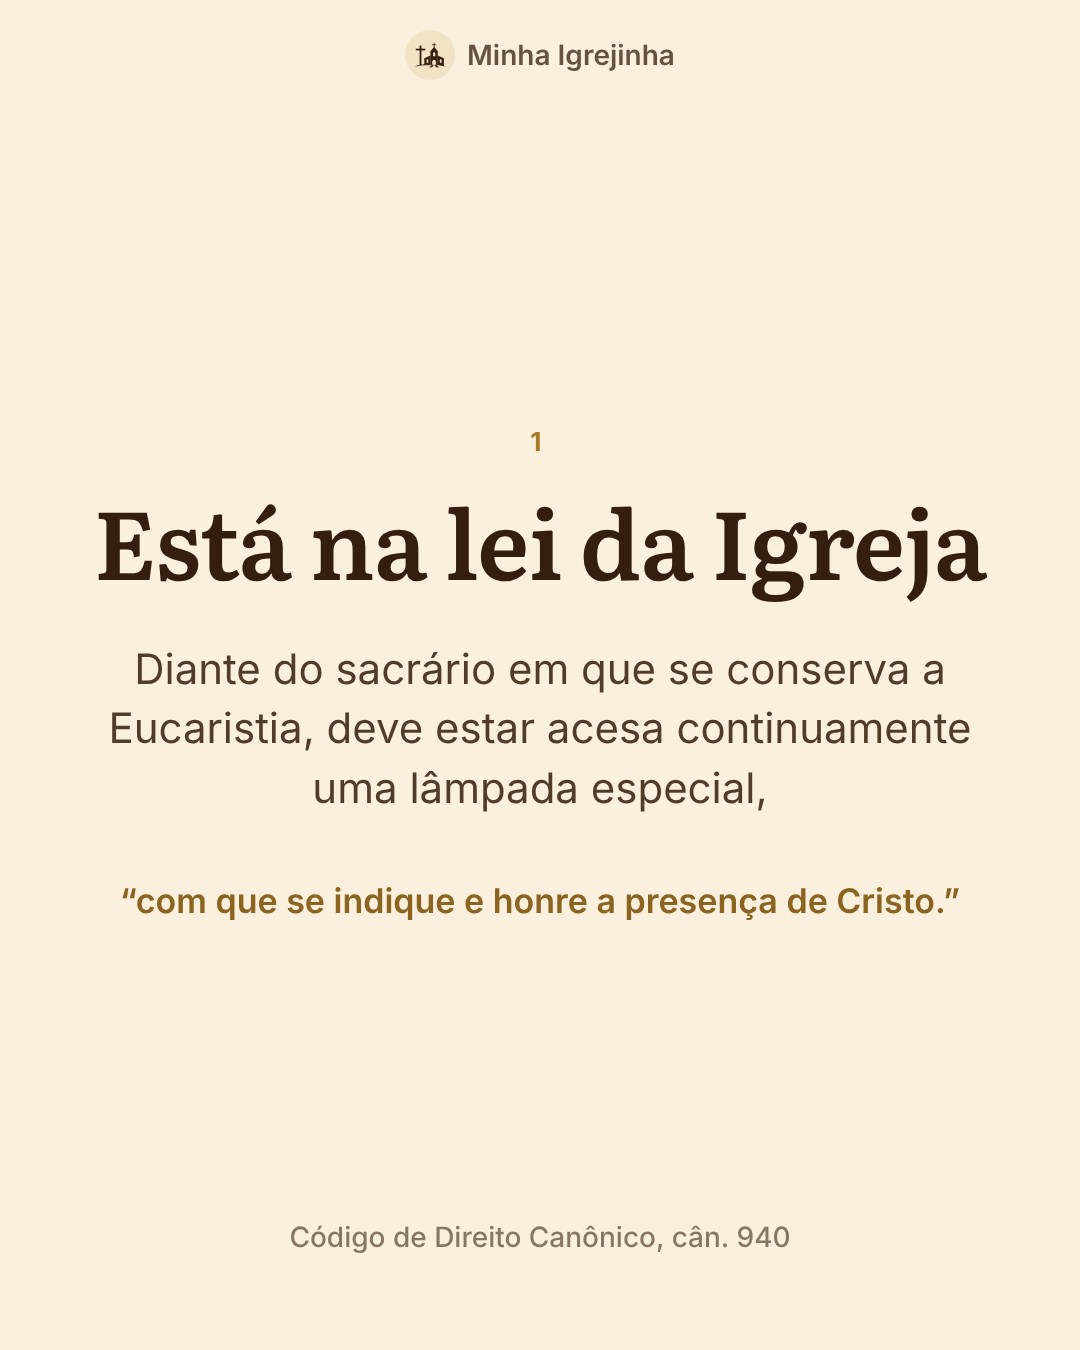 Minha Igrejinha
1
Está na lei da Igreja
Diante do sacrário em que se conserva a
Eucaristia, deve estar acesa continuamente
uma lâmpada especial,
“com que se indique e honre a presença de Cristo.”
Código de Direito Canônico, cân. 940